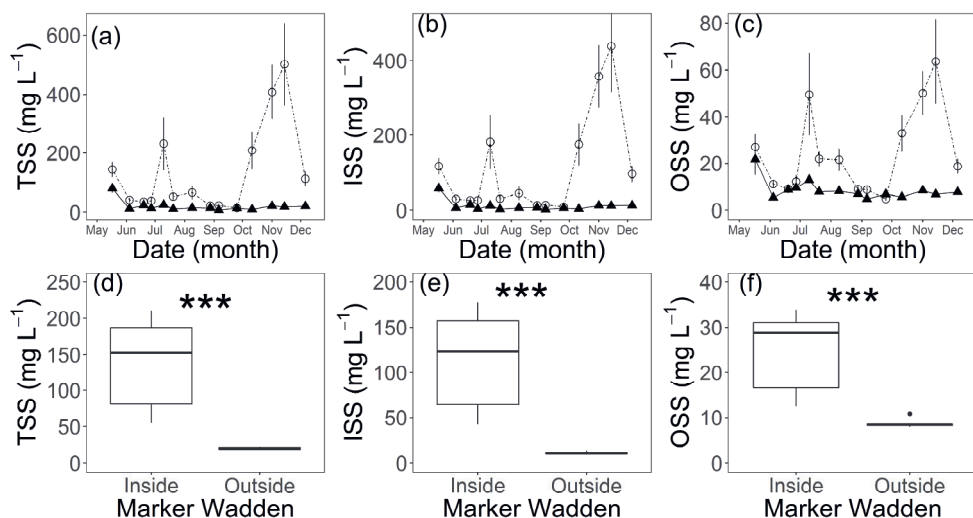 (a)
TSS (mg L⁻¹)
600
400
200
0
May Jun Jul Aug Sep Oct Nov Dec
Date (month)
(b)
ISS (mg L⁻¹)
400
200
0
May Jun Jul Aug Sep Oct Nov Dec
Date (month)
(c)
OSS (mg L⁻¹)
80
60
40
20
0
May Jun Jul Aug Sep Oct Nov Dec
Date (month)
(d)
***
TSS (mg L⁻¹)
250
200
150
100
50
0
Inside Outside
Marker Wadden
(e)
***
ISS (mg L⁻¹)
200
150
100
50
0
Inside Outside
Marker Wadden
(f)
***
OSS (mg L⁻¹)
40
30
20
10
0
Inside Outside
Marker Wadden